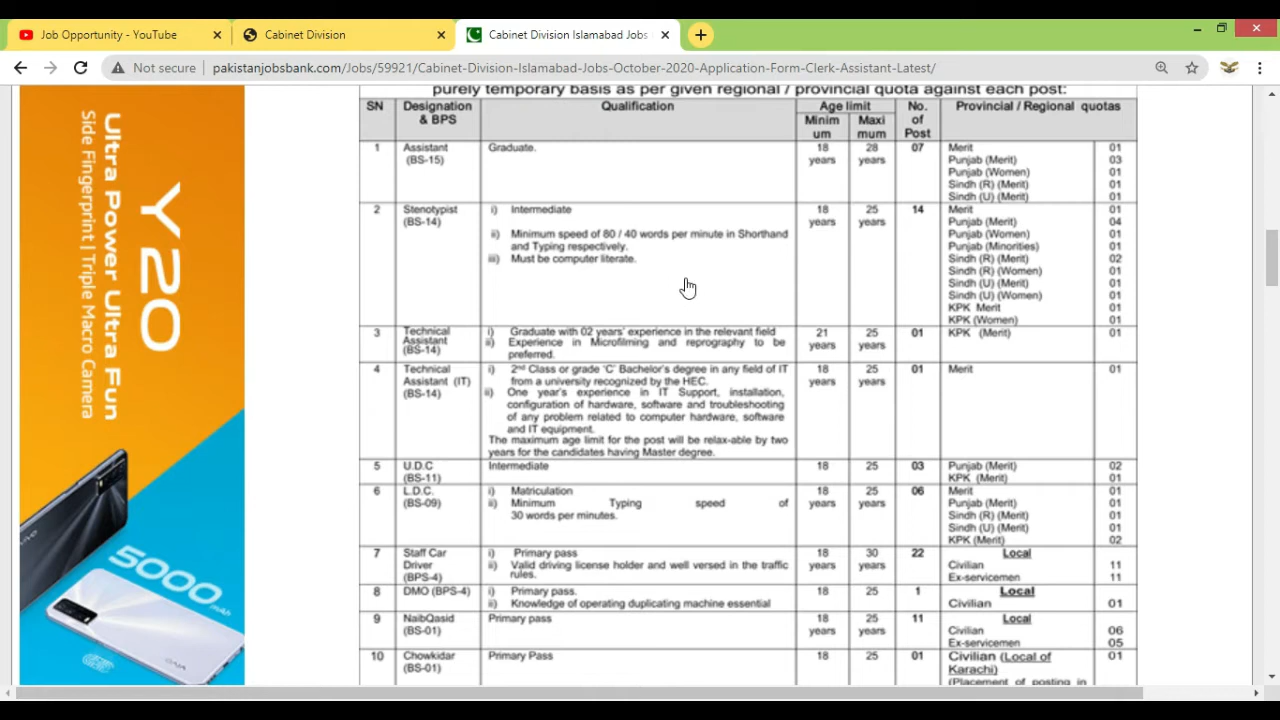 Job Opportunity - YouTube
Cabinet Division
Cabinet Division Islamabad Jobs
Not secure
pakistanjobsbank.com/Jobs/59921/Cabinet-Division-Islamabad-Jobs-October-2020-Application-Form-Clerk-Assistant-Latest/
Y20
Ultra Power Ultra Fun
Side Fingerprint | Triple Macro Camera
5000 mAh
vivo
vivo
purely temporary basis as per given regional / provincial quota against each post:
SN Designation & BPS Qualification Age limit No. of Post Provincial / Regional quotas
Minim um Maxi mum
1 Assistant (BS-15) Graduate. 18 years 28 years 07 Merit 01
Punjab (Merit) 03
Punjab (Women) 01
Sindh (R) (Merit) 01
Sindh (U) (Merit) 01
2 Stenotypist (BS-14) i) Intermediate 18 years 25 years 14 Merit 01
Punjab (Merit) 04
ii) Minimum speed of 80 / 40 words per minute in Shorthand Punjab (Women) 01
and Typing respectively. Punjab (Minorities) 01
iii) Must be computer literate. Sindh (R) (Merit) 02
Sindh (R) (Women) 01
Sindh (U) (Merit) 01
Sindh (U) (Women) 01
KPK Merit 01
KPK (Women) 01
3 Technical Assistant (BS-14) i) Graduate with 02 years' experience in the relevant field 21 years 25 years 01 KPK (Merit) 01
ii) Experience in Microfilming and reprography to be
preferred.
4 Technical Assistant (IT) (BS-14) i) 2nd Class or grade 'C' Bachelor's degree in any field of IT 18 years 25 years 01 Merit 01
from a university recognized by the HEC.
ii) One year's experience in IT Support, installation,
configuration of hardware, software and troubleshooting
of any problem related to computer hardware, software
and IT equipment.
The maximum age limit for the post will be relax-able by two
years for the candidates having Master degree.
5 U.D.C (BS-11) Intermediate 18 25 03 Punjab (Merit) 02
KPK (Merit) 01
6 L.D.C. (BS-09) i) Matriculation 18 years 25 years 06 Merit 01
ii) Minimum Typing speed of Punjab (Merit) 01
30 words per minutes. Sindh (R) (Merit) 01
Sindh (U) (Merit) 01
KPK (Merit) 02
7 Staff Car Driver (BPS-4) i) Primary pass 18 years 30 years 22 Local
ii) Valid driving license holder and well versed in the traffic Civilian 11
rules. Ex-servicemen 11
8 DMO (BPS-4) i) Primary pass. 18 25 1 Local
ii) Knowledge of operating duplicating machine essential Civilian 01
9 NaibQasid (BS-01) Primary pass 18 years 25 years 11 Local
Civilian 06
Ex-servicemen 05
10 Chowkidar (BS-01) Primary Pass 18 25 01 Civilian (Local of 01
Karachi)
(Placement of posting in